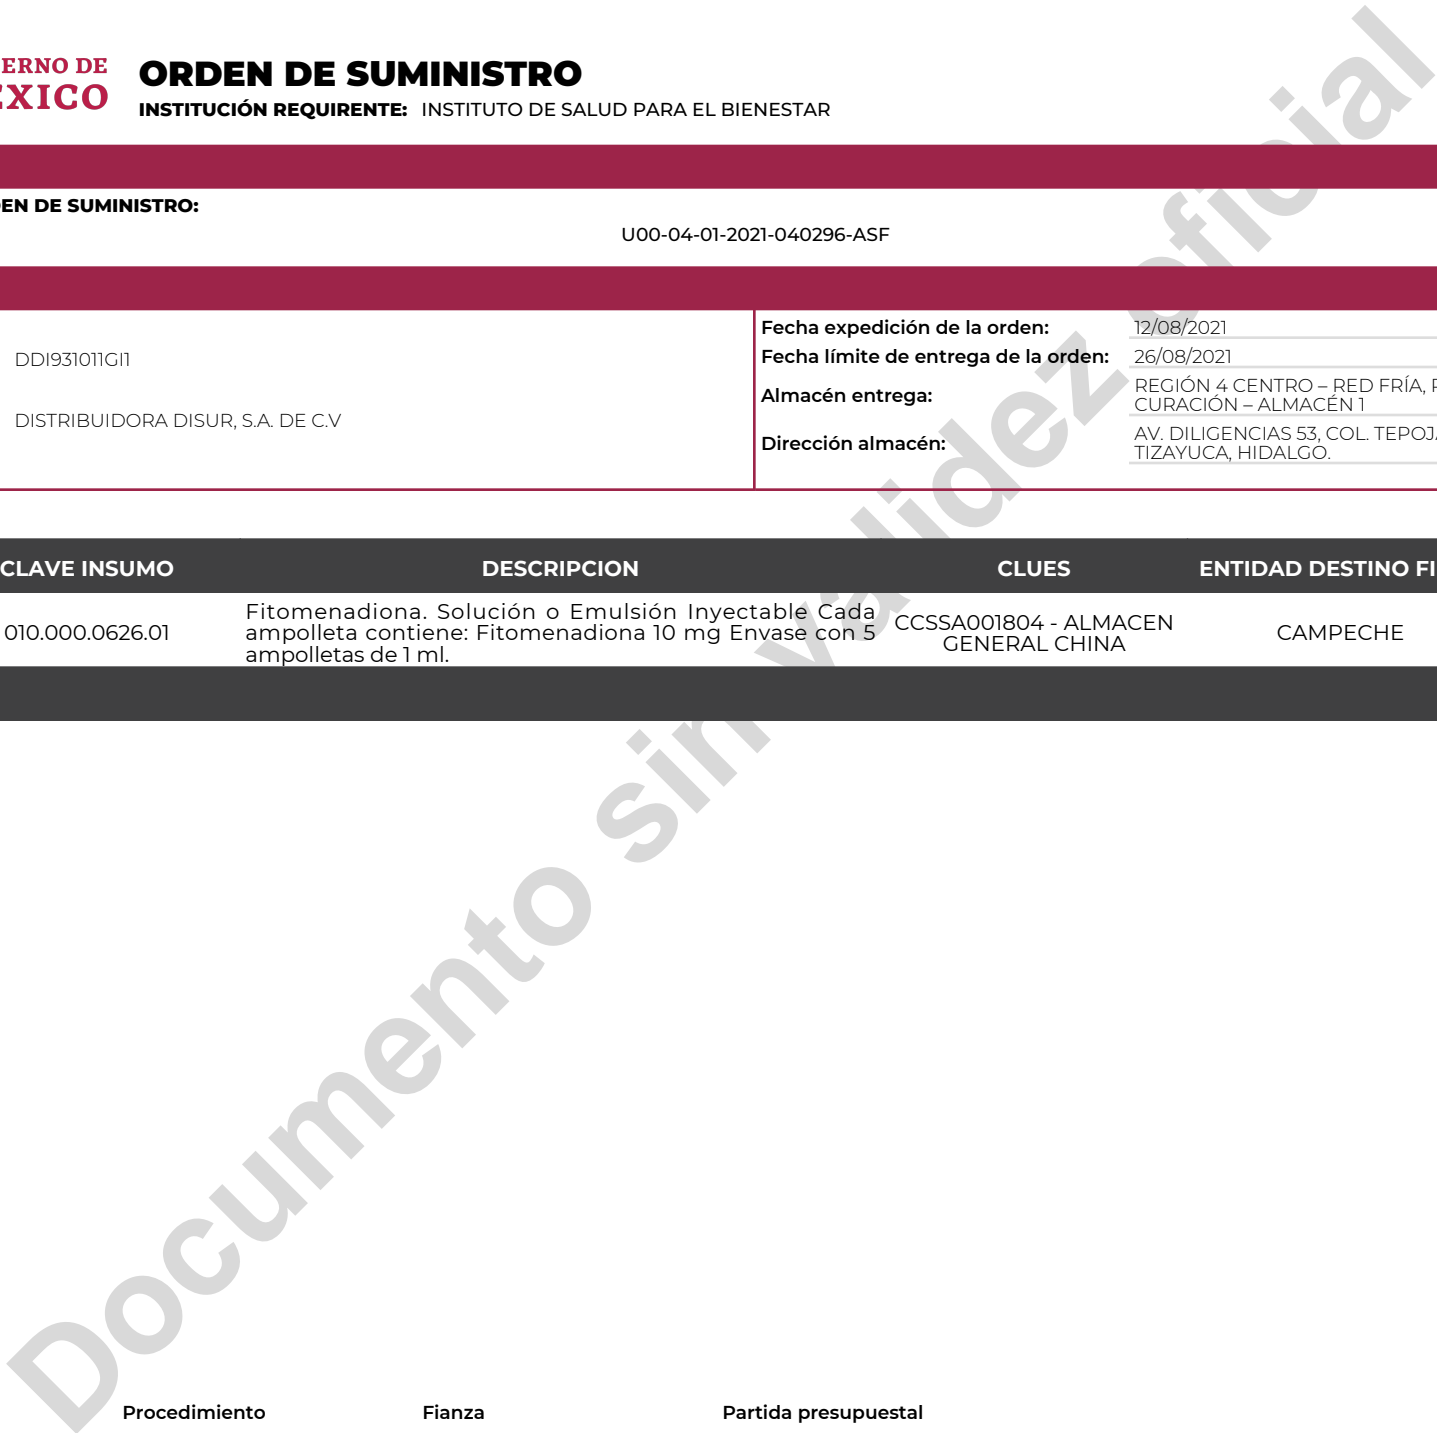 ERNO DE
EXICO
ORDEN DE SUMINISTRO
INSTITUCIÓN REQUIRENTE: INSTITUTO DE SALUD PARA EL BIENESTAR
EN DE SUMINISTRO:
U00-04-01-2021-040296-ASF
DDI931011GI1
DISTRIBUIDORA DISUR, S.A. DE C.V
Fecha expedición de la orden: 12/08/2021
Fecha límite de entrega de la orden: 26/08/2021
Almacén entrega: REGIÓN 4 CENTRO – RED FRÍA,
CURACIÓN – ALMACÉN 1
Dirección almacén: AV. DILIGENCIAS 53, COL. TEPOJ
TIZAYUCA, HIDALGO.
CLAVE INSUMO DESCRIPCION CLUES ENTIDAD DESTINO FI
010.000.0626.01
Fitomenadiona. Solución o Emulsión Inyectable Cada
ampolleta contiene: Fitomenadiona 10 mg Envase con 5
ampolletas de 1 ml.
CCSSA001804 - ALMACEN
GENERAL CHINA
CAMPECHE
Documento sin validez oficial
Procedimiento Fianza Partida presupuestal